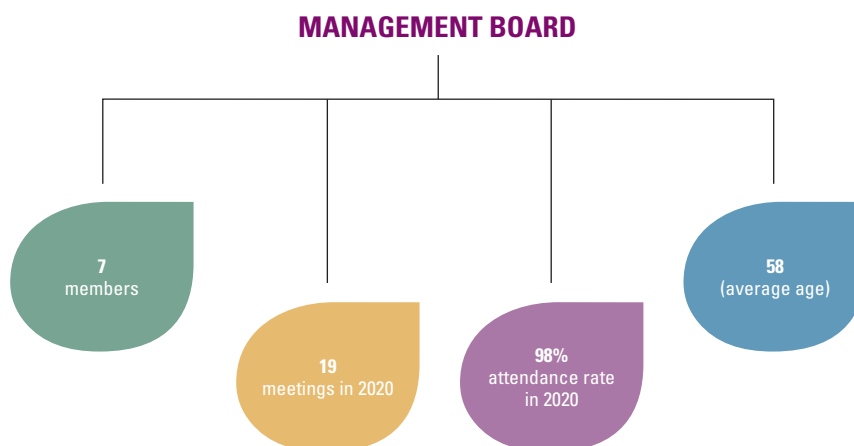 MANAGEMENT BOARD
7
members
19
meetings in 2020
98%
attendance rate
in 2020
58
(average age)